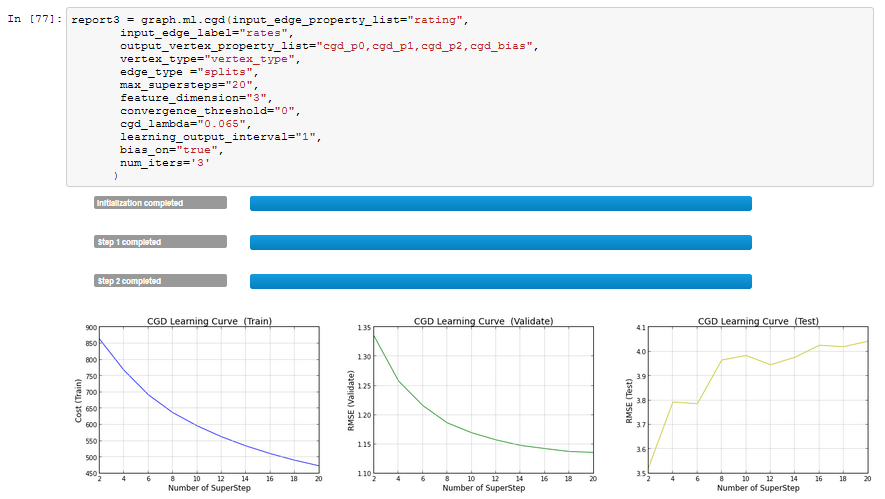 In [77]: report3 = graph.ml.cgd(input_edge_property_list="rating",
input_edge_label="rates",
output_vertex_property_list="cgd_p0,cgd_p1,cgd_p2,cgd_bias",
vertex_type="vertex_type",
edge_type ="splits",
max_supersteps="20",
feature_dimension="3",
convergence_threshold="0",
cgd_lambda="0.065",
learning_output_interval="1",
bias_on="true",
num_iters='3'
)
Initialization completed
Step 1 completed
Step 2 completed
CGD Learning Curve (Train)
Cost (Train)
900
850
800
750
700
650
600
550
500
450
2 4 6 8 10 12 14 16 18 20
Number of SuperStep
CGD Learning Curve (Validate)
RMSE (Validate)
1.35
1.30
1.25
1.20
1.15
1.10
2 4 6 8 10 12 14 16 18 20
Number of SuperStep
CGD Learning Curve (Test)
RMSE (Test)
4.1
4.0
3.9
3.8
3.7
3.6
3.5
2 4 6 8 10 12 14 16 18 20
Number of SuperStep